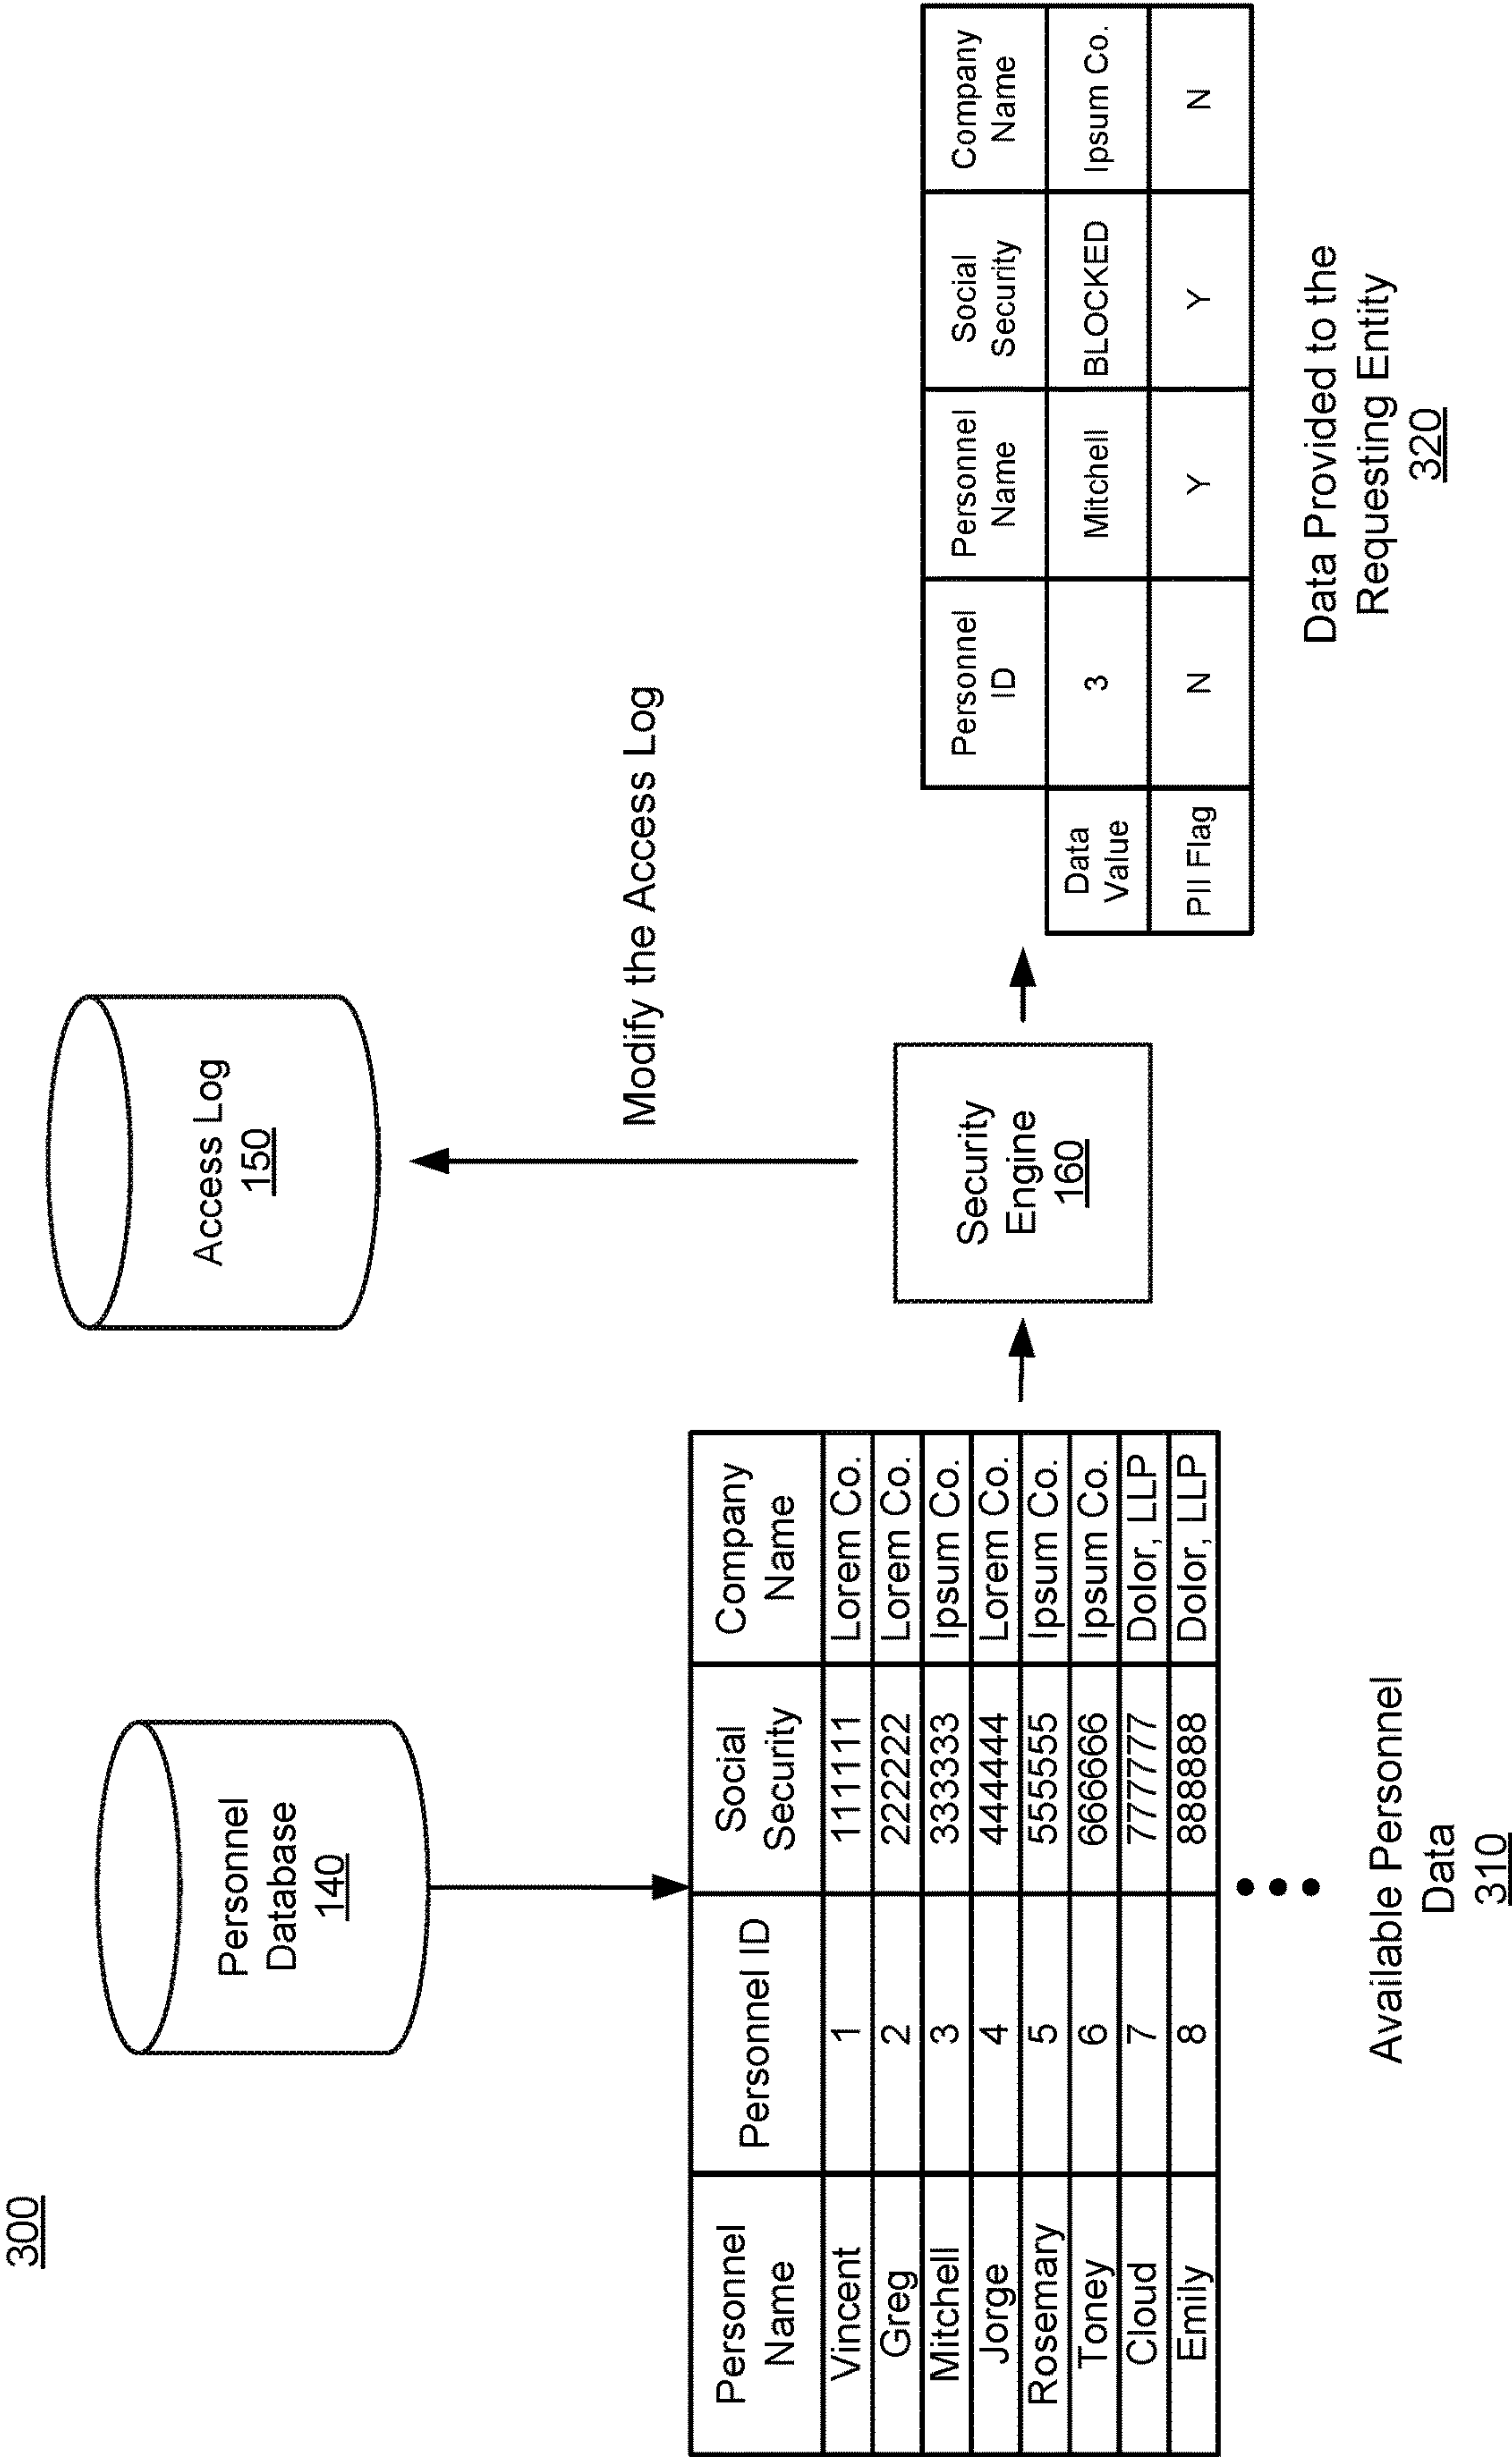 300
Personnel
Database
140
Access Log
150
Modify the Access Log
Personnel Name | Personnel ID | Social Security | Company Name
Vincent | 1 | 111111 | Lorem Co.
Greg | 2 | 222222 | Lorem Co.
Mitchell | 3 | 333333 | Ipsum Co.
Jorge | 4 | 444444 | Lorem Co.
Rosemary | 5 | 555555 | Ipsum Co.
Toney | 6 | 666666 | Ipsum Co.
Cloud | 7 | 777777 | Dolor, LLP
Emily | 8 | 888888 | Dolor, LLP
Available Personnel
Data
310
Security
Engine
160
Personnel ID | Personnel Name | Social Security | Company Name
Data Value | 3 | Mitchell | BLOCKED | Ipsum Co.
PII Flag | N | Y | Y | N
Data Provided to the
Requesting Entity
320